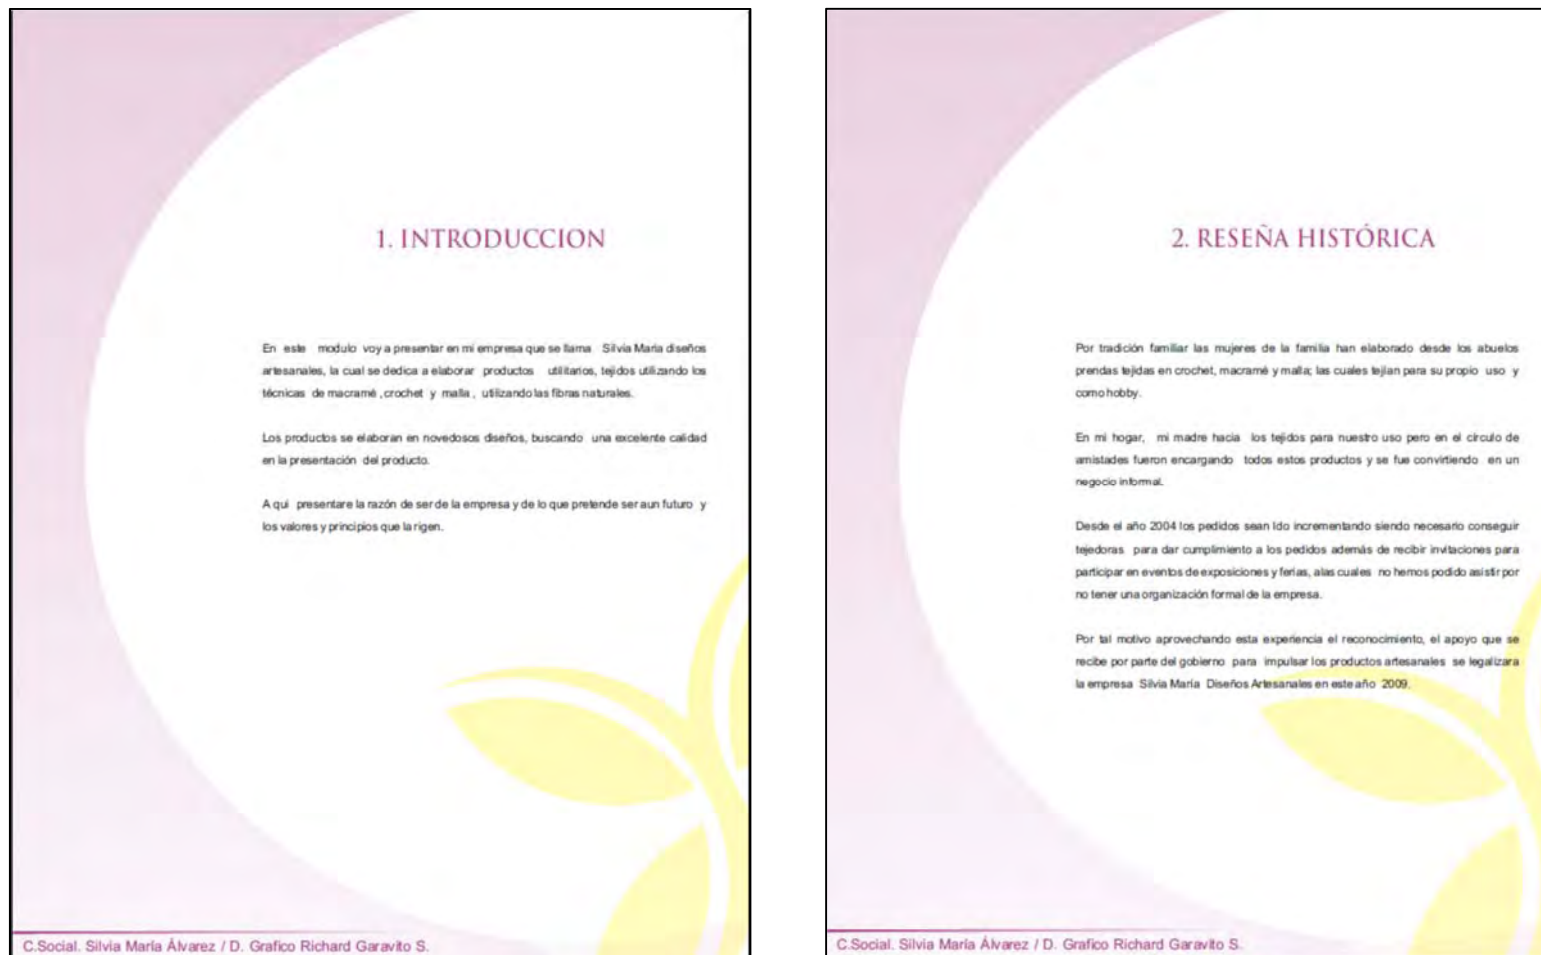 1. INTRODUCCION
En este modulo voy a presentar en mi empresa que se llama Silvia Maria diseños
artesanales, la cual se dedica a elaborar productos utilitarios, tejidos utilizando los
técnicas de macramé , crochet y malla , utilizando las fibras naturales.
Los productos se elaboran en novedosos diseños, buscando una excelente calidad
en la presentación del producto.
A qui presentare la razón de ser de la empresa y de lo que pretende ser aun futuro y
los valores y principios que la rigen.
C.Social. Silvia María Álvarez / D. Grafico Richard Garavito S.
2. RESEÑA HISTÓRICA
Por tradición familiar las mujeres de la familia han elaborado desde los abuelos
prendas tejidas en crochet, macramé y malla; las cuales tejían para su propio uso y
como hobby.
En mi hogar, mi madre hacia los tejidos para nuestro uso pero en el círculo de
amistades fueron encargando todos estos productos y se fue convirtiendo en un
negocio informal.
Desde el año 2004 los pedidos sean Ido incrementando siendo necesario conseguir
tejedoras para dar cumplimiento a los pedidos además de recibir invitaciones para
participar en eventos de exposiciones y ferias, alas cuales no hemos podido asistir por
no tener una organización formal de la empresa.
Por tal motivo aprovechando esta experiencia el reconocimiento, el apoyo que se
recibe por parte del gobierno para impulsar los productos artesanales se legalizara
la empresa Silvia María Diseños Artesanales en este año 2009.
C.Social. Silvia María Álvarez / D. Grafico Richard Garavito S.